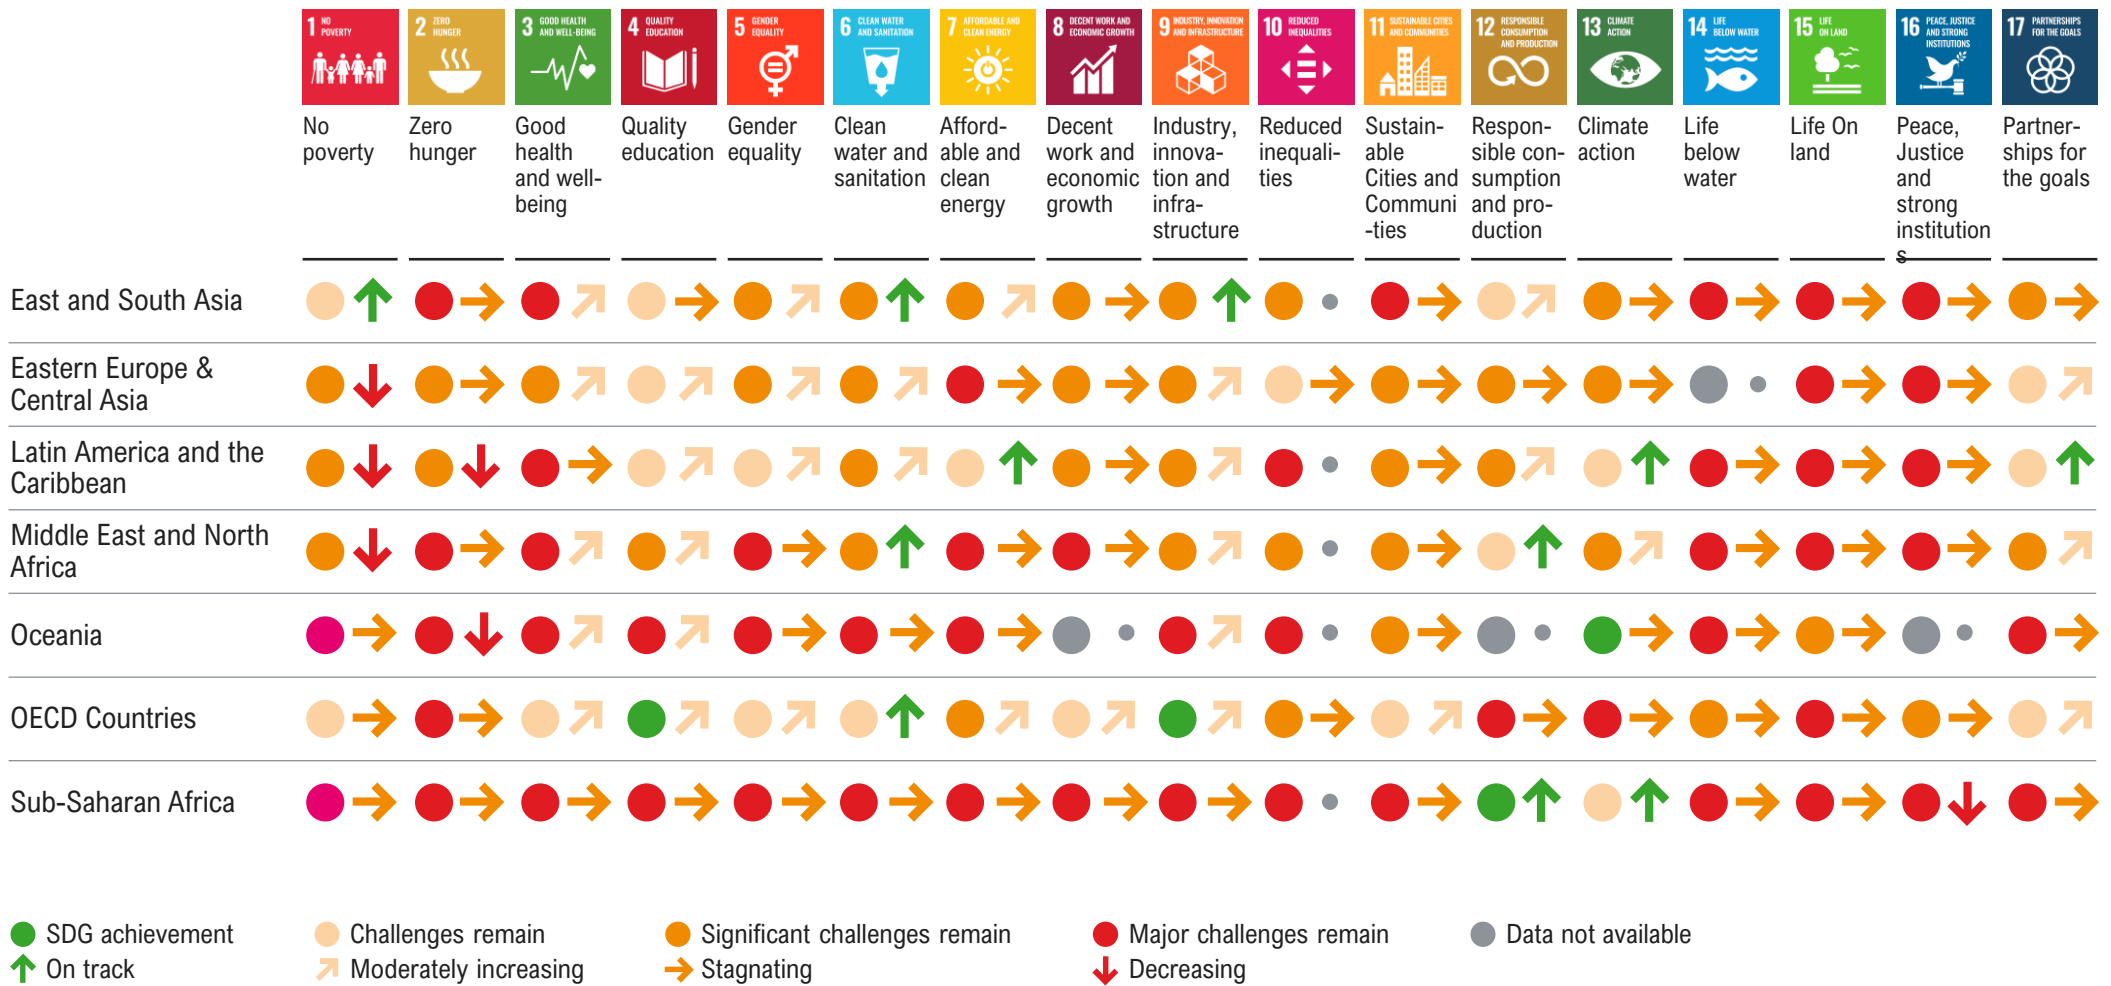 1 NO POVERTY
2 ZERO HUNGER
3 GOOD HEALTH AND WELL-BEING
4 QUALITY EDUCATION
5 GENDER EQUALITY
6 CLEAN WATER AND SANITATION
7 AFFORDABLE AND CLEAN ENERGY
8 DECENT WORK AND ECONOMIC GROWTH
9 INDUSTRY, INNOVATION AND INFRASTRUCTURE
10 REDUCED INEQUALITIES
11 SUSTAINABLE CITIES AND COMMUNITIES
12 RESPONSIBLE CONSUMPTION AND PRODUCTION
13 CLIMATE ACTION
14 LIFE BELOW WATER
15 LIFE ON LAND
16 PEACE, JUSTICE AND STRONG INSTITUTIONS
17 PARTNERSHIPS FOR THE GOALS
No
poverty
Zero
hunger
Good
health
and well-
being
Quality
education
Gender
equality
Clean
water and
sanitation
Afford-
able and
clean
energy
Decent
work and
economic
growth
Industry,
innova-
tion and
infra-
structure
Reduced
inequali-
ties
Sustain-
able
Cities and
Communi
-ties
Respon-
sible con-
sumption
and pro-
duction
Climate
action
Life
below
water
Life On
land
Peace,
Justice
and
strong
institution
s
Partner-
ships for
the goals
East and South Asia
Eastern Europe &
Central Asia
Latin America and the
Caribbean
Middle East and North
Africa
Oceania
OECD Countries
Sub-Saharan Africa
SDG achievement
Challenges remain
Significant challenges remain
Major challenges remain
Data not available
On track
Moderately increasing
Stagnating
Decreasing